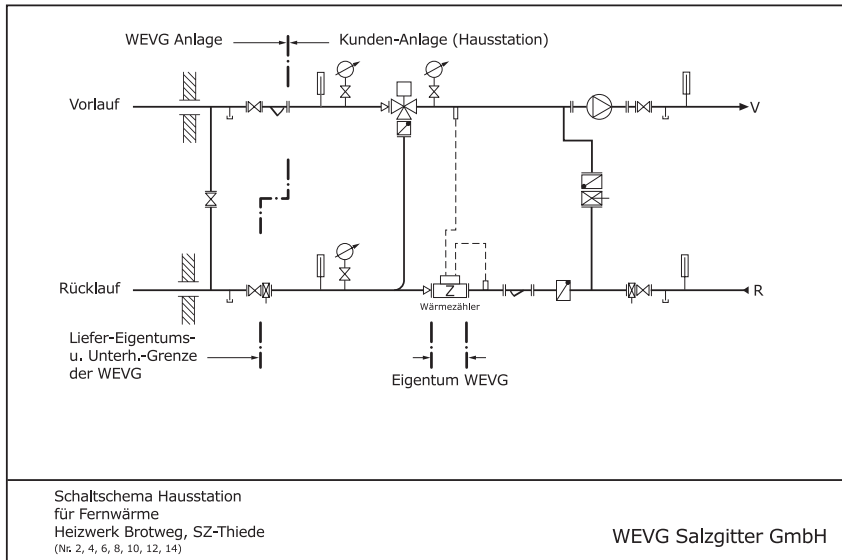 WEVG Anlage
Kunden-Anlage (Hausstation)
Vorlauf
V
Rücklauf
Z
Wärmezähler
R
Liefer-Eigentums-
u. Unterh.-Grenze
der WEVG
Eigentum WEVG
Schaltschema Hausstation
für Fernwärme
Heizwerk Brotweg, SZ-Thiede
(Nr. 2, 4, 6, 8, 10, 12, 14)
WEVG Salzgitter GmbH